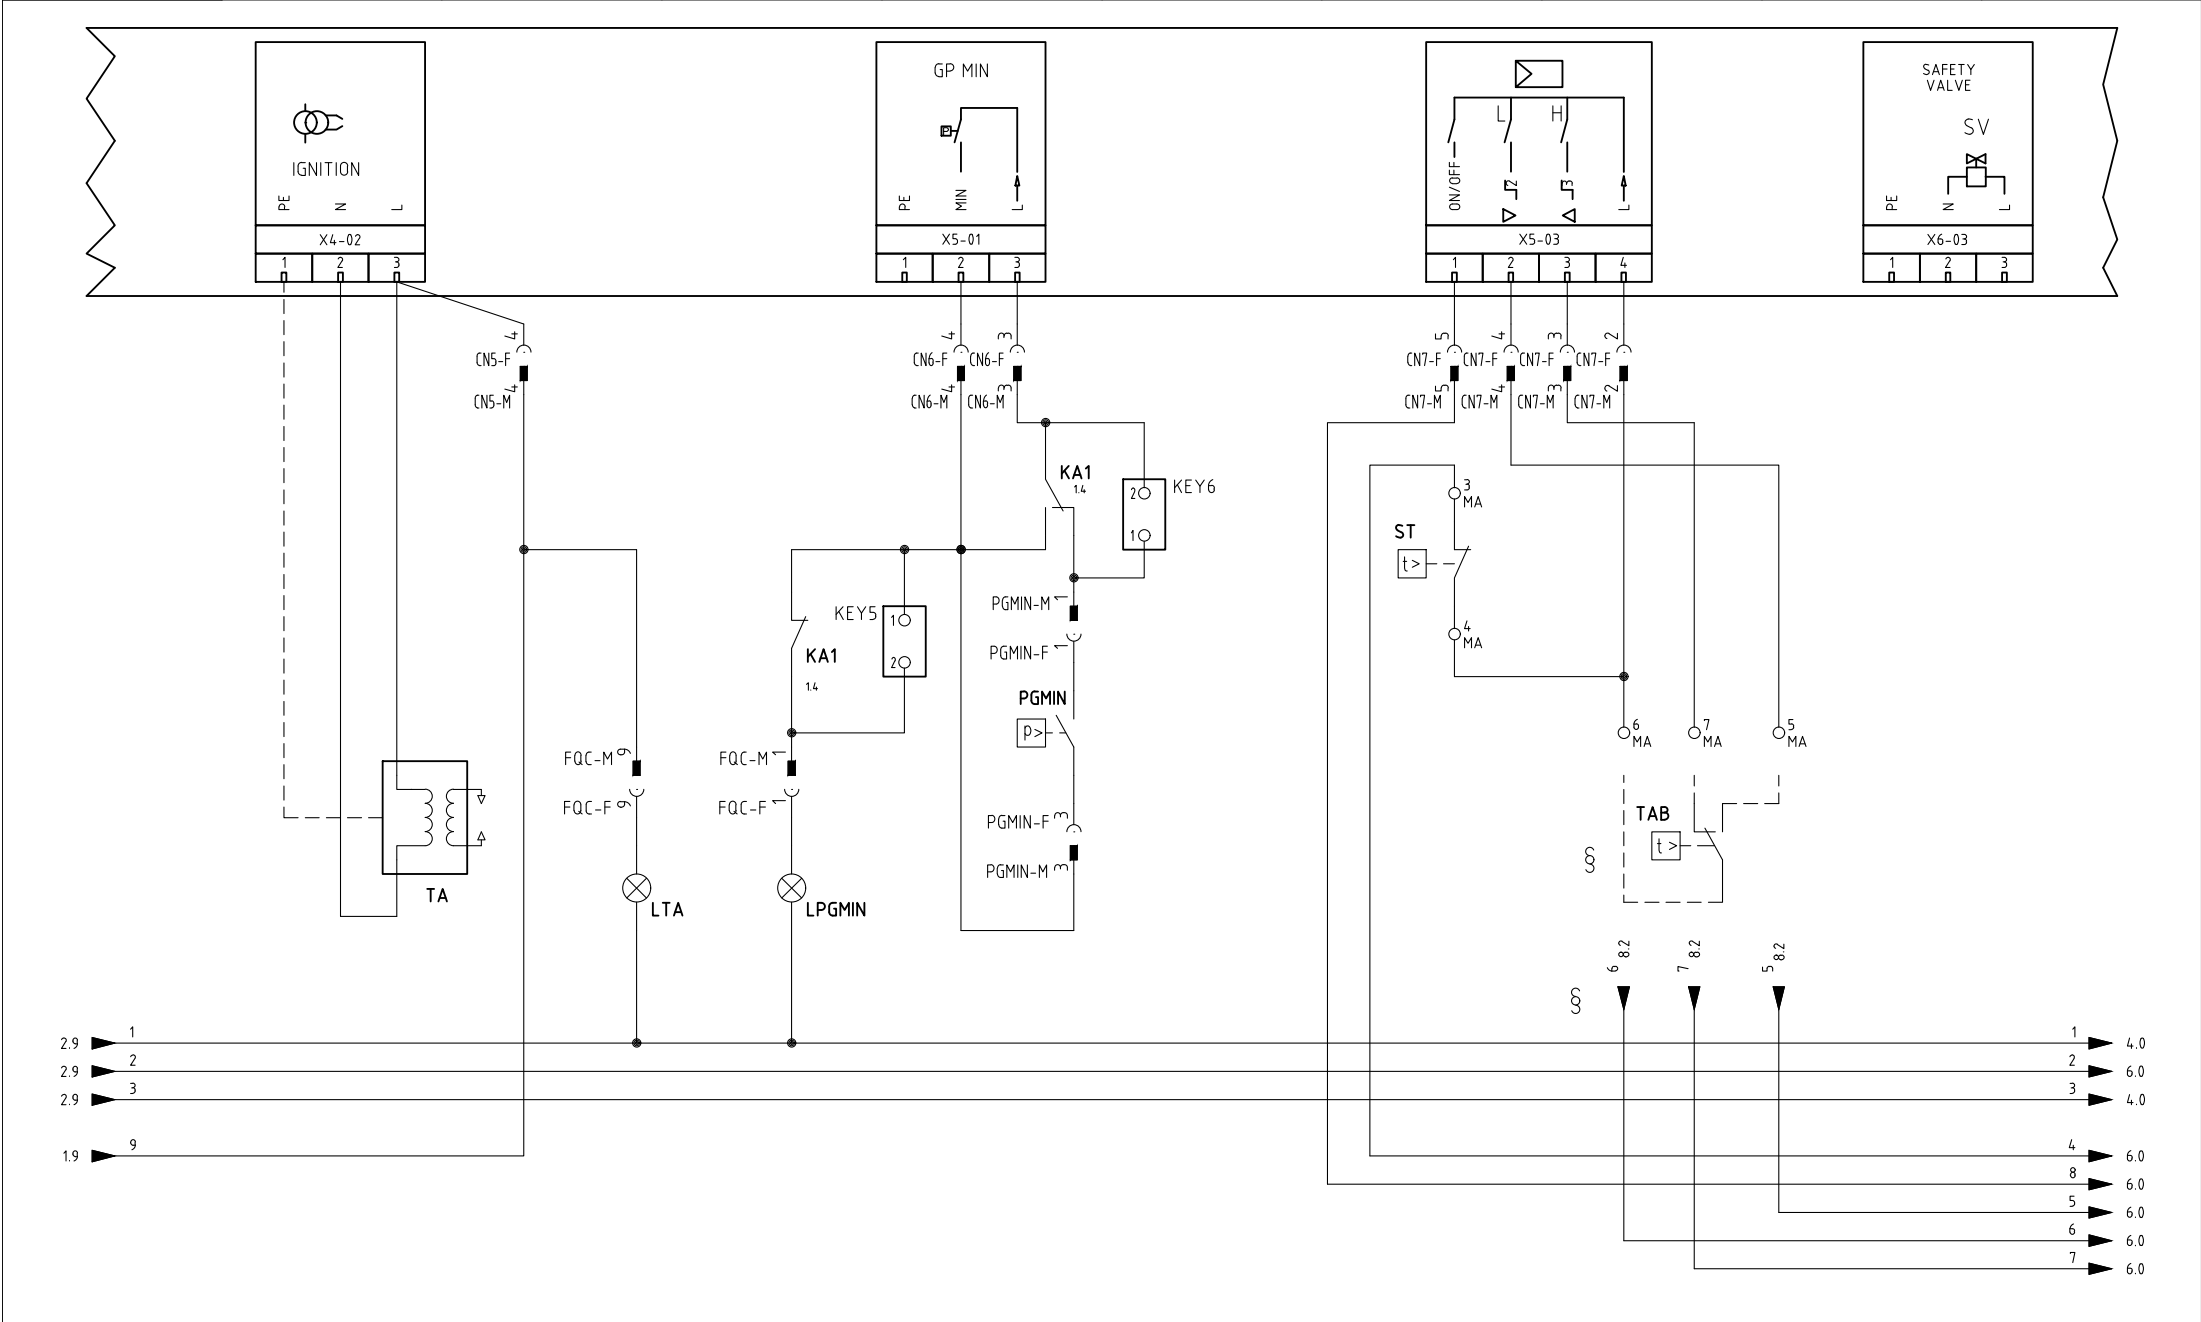 GP MIN
SAFETY
VALVE
SV
L H
P
IGNITION
PE N L
PE MIN L
ON/OFF 2 3 L
PE N L
X4-02
X5-01
X5-03
X6-03
1 2 3
1 2 3
1 2 3 4
1 2 3
4 4 3 5 4 3 2
CN5-F CN6-F CN6-F CN7-F CN7-F CN7-F CN7-F
4 4 3 5 4 3 2
CN5-M CN6-M CN6-M CN7-M CN7-M CN7-M CN7-M
KA1
1.4
2
KEY6
1
3
MA
ST
t>
4
MA
KEY5
1
2
KA1
1.4
PGMIN-M 1
PGMIN-F 1
PGMIN
p>
PGMIN-F 3
PGMIN-M 3
6
MA
7
MA
5
MA
FQC-M 9
FQC-F 9
FQC-M 1
FQC-F 1
TAB
t >
§
TA
LTA
LPGMIN
6 8.2
7 8.2
5 8.2
§
2.9 1 1 4.0
2.9 2 2 6.0
2.9 3 3 4.0
1.9 9 4 6.0
8 6.0
5 6.0
6 6.0
7 6.0